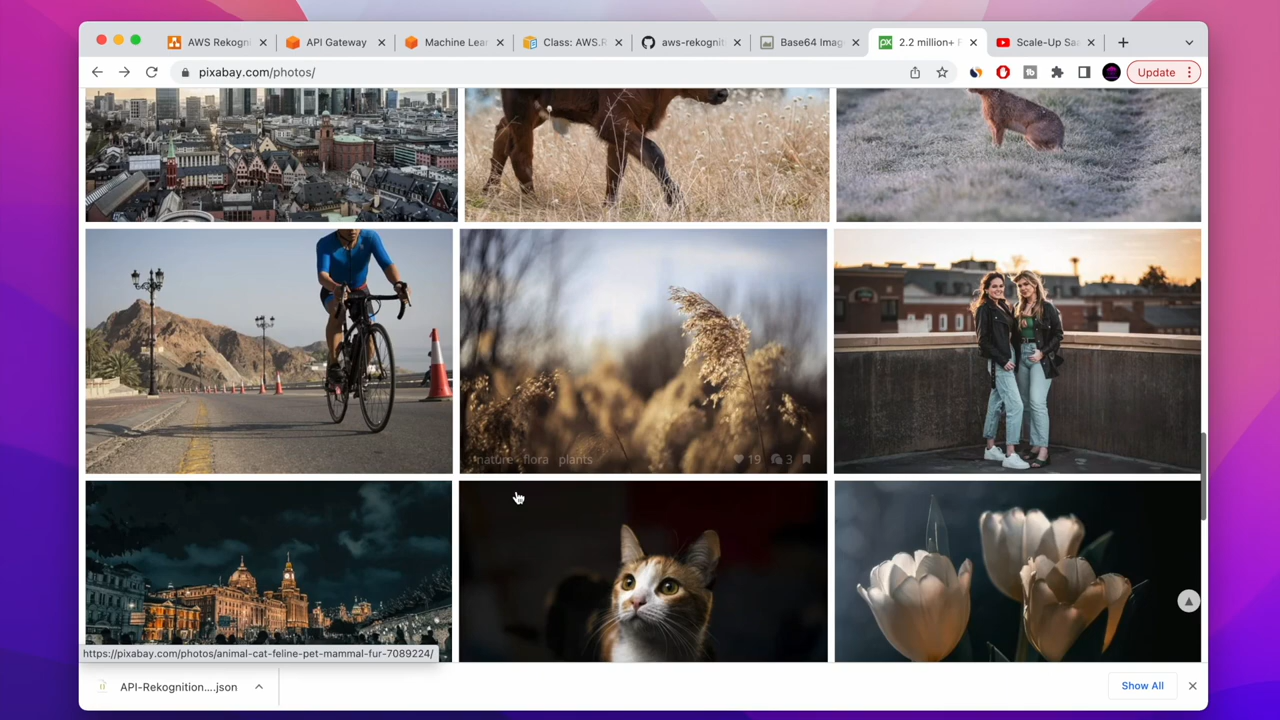 AWS Rekogni
API Gateway
Machine Lear
Class: AWS.R
aws-rekognit
Base64 Imag
2.2 million+ F
Scale-Up Saa
pixabay.com/photos/
Update
nature flora plants
19
3
https://pixabay.com/photos/animal-cat-feline-pet-mammal-fur-7089224/
API-Rekognition....json
Show All